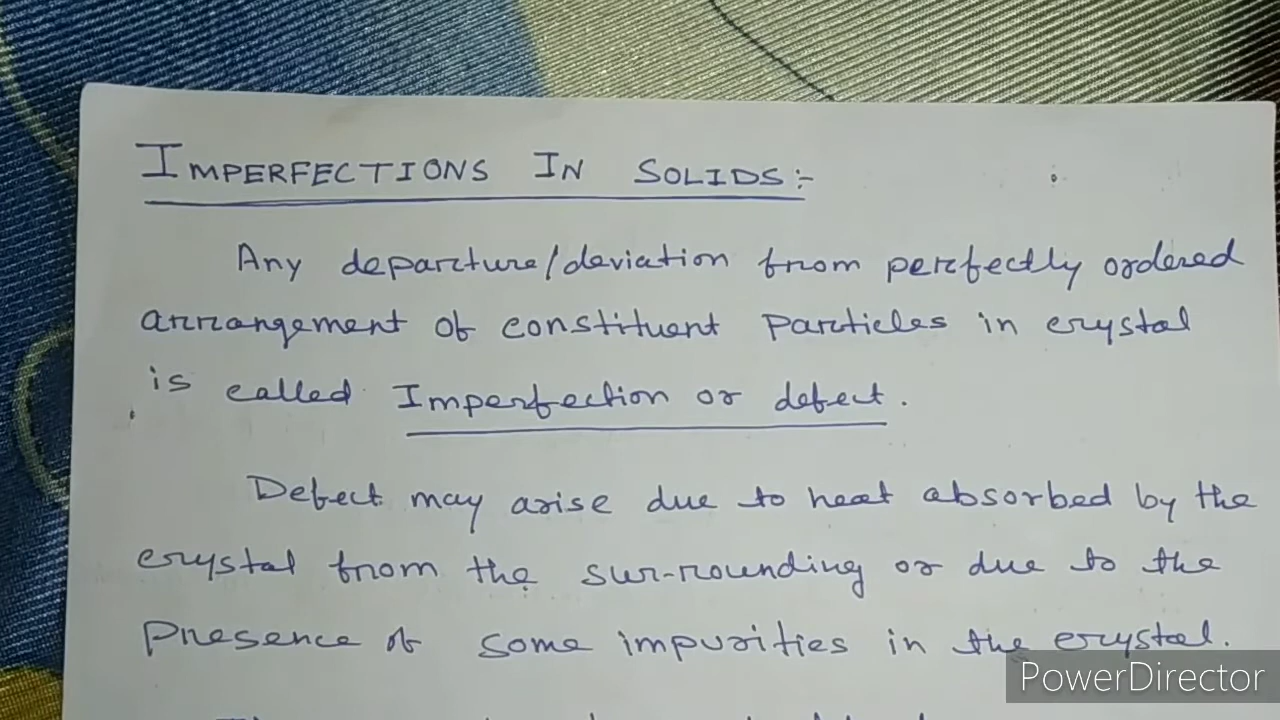 IMPERFECTIONS IN SOLIDS:-
Any departure/deviation from perfectly ordered
arrangement of constituent Particles in crystal
is called Imperfection or defect.
Defect may arise due to heat absorbed by the
crystal from the surrounding or due to the
Presence of some impurities in the crystal.
PowerDirector